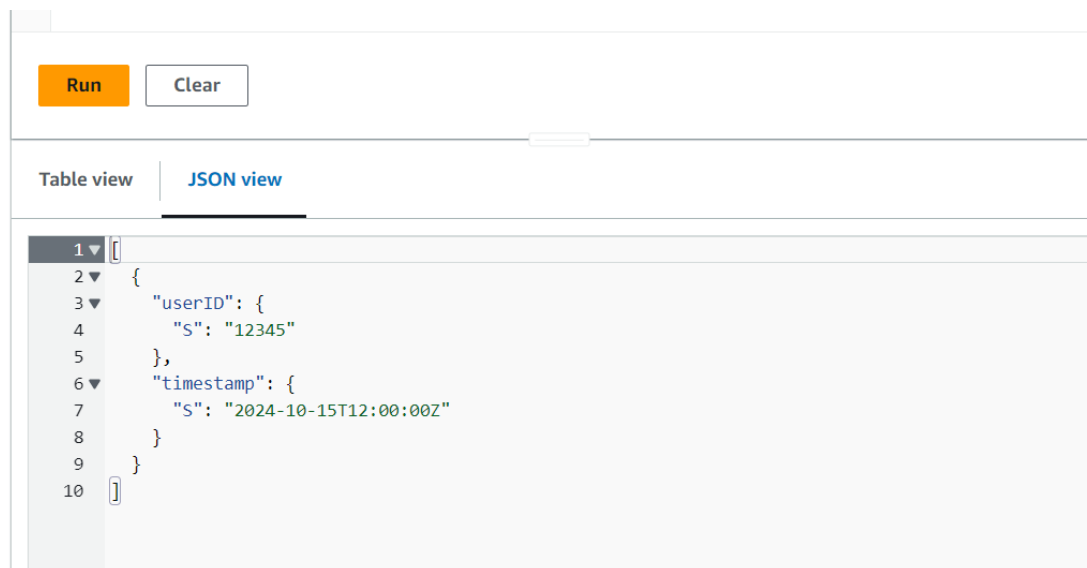 Run Clear
Table view JSON view
1 [
2 {
3 "userID": {
4 "S": "12345"
5 },
6 "timestamp": {
7 "S": "2024-10-15T12:00:00Z"
8 }
9 }
10 ]